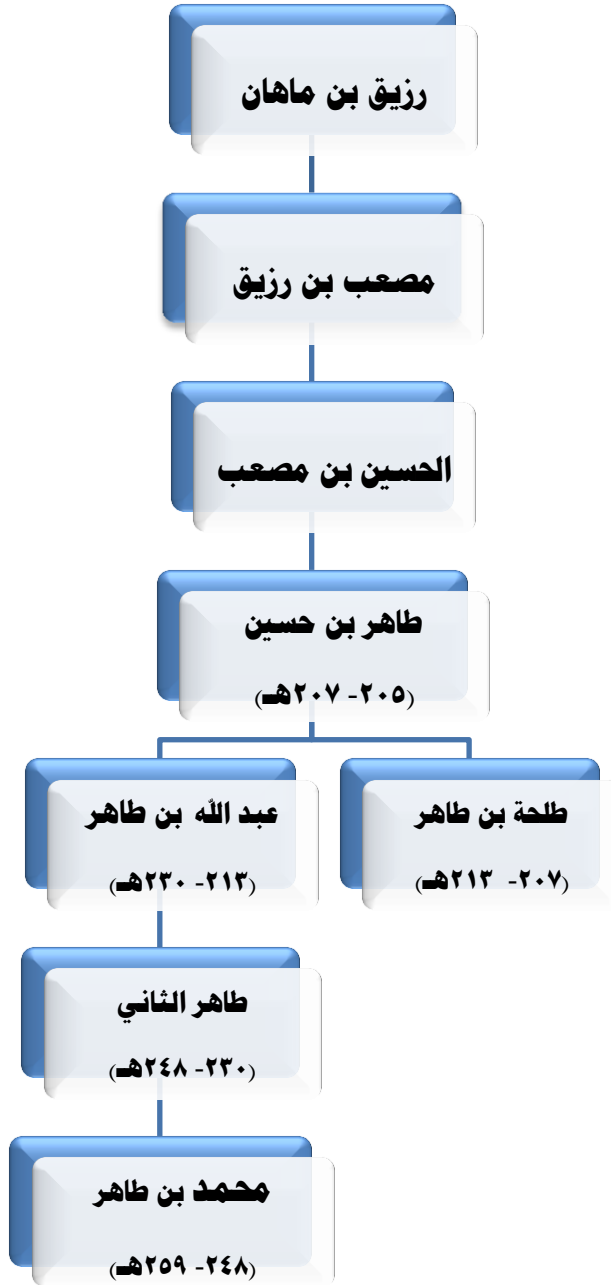 رزيق بن ماهان
مصعب بن رزيق
الحسين بن مصعب
طاهر بن حسين
(٢٠٥- ٢٠٧هـ)
طلحة بن طاهر
(٢٠٧- ٢١٣هـ)
عبد الله بن طاهر
(٢١٣- ٢٣٠هـ)
طاهر الثاني
(٢٣٠- ٢٤٨هـ)
محمد بن طاهر
(٢٤٨- ٢٥٩هـ)